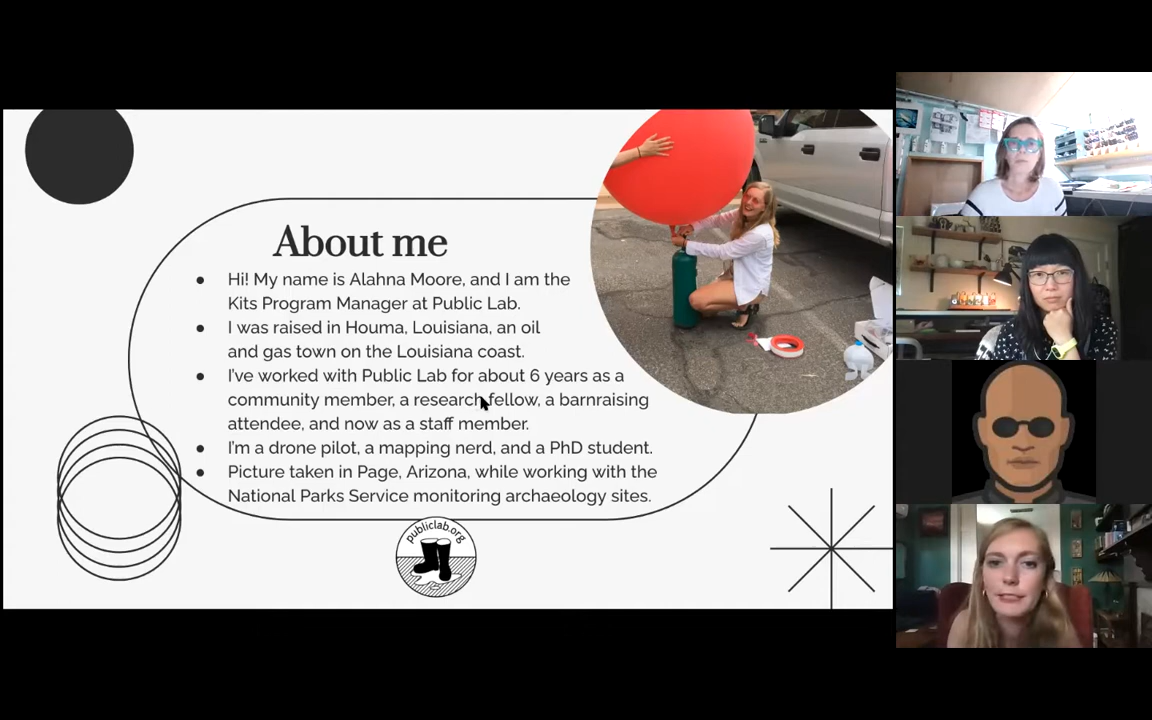 About me
● Hi! My name is Alahna Moore, and I am the
Kits Program Manager at Public Lab.
● I was raised in Houma, Louisiana, an oil
and gas town on the Louisiana coast.
● I've worked with Public Lab for about 6 years as a
community member, a research fellow, a barnraising
attendee, and now as a staff member.
● I'm a drone pilot, a mapping nerd, and a PhD student.
● Picture taken in Page, Arizona, while working with the
National Parks Service monitoring archaeology sites.
publiclab.org